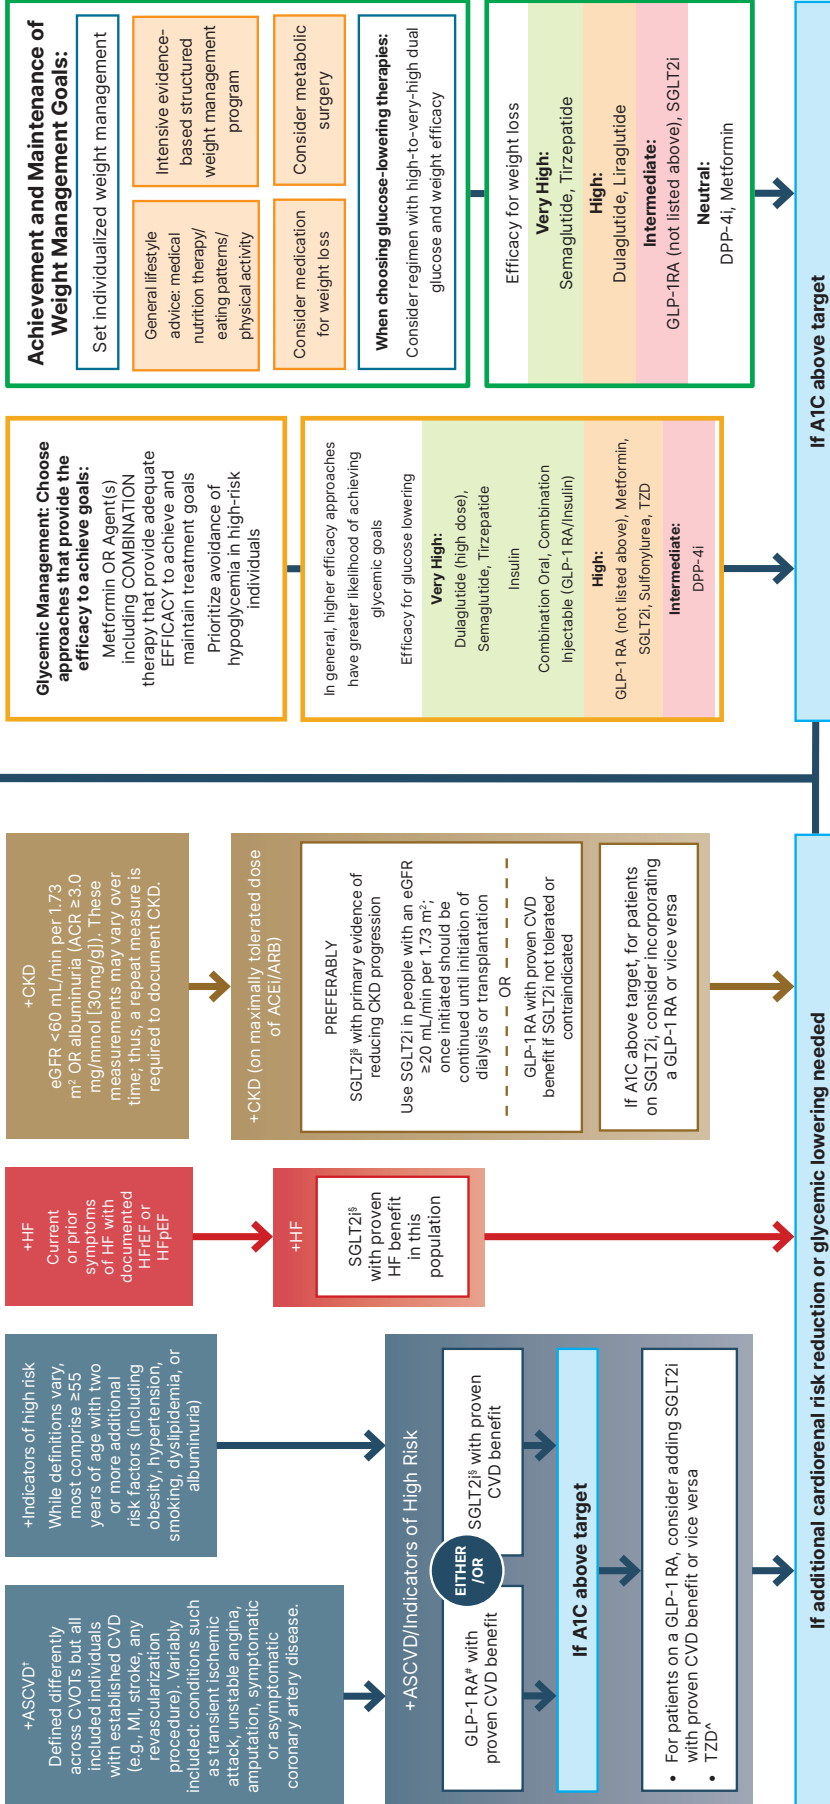 +ASCVD†
Defined differently
across CVOTs but all
included individuals
with established CVD
(e.g., MI, stroke, any
revascularization
procedure). Variably
included: conditions such
as transient ischemic
attack, unstable angina,
amputation, symptomatic
or asymptomatic
coronary artery disease.
+Indicators of high risk
While definitions vary,
most comprise ≥55
years of age with two
or more additional
risk factors (including
obesity, hypertension,
smoking, dyslipidemia, or
albuminuria)
+HF
Current
or prior
symptoms
of HF with
documented
HFrEF or
HFpEF
+CKD
eGFR <60 mL/min per 1.73
m² OR albuminuria (ACR ≥3.0
mg/mmol [30mg/g]). These
measurements may vary over
time; thus, a repeat measure is
required to document CKD.
+ASCVD/Indicators of High Risk
GLP-1 RA# with
proven CVD benefit
EITHER
/OR
SGLT2i§ with proven
CVD benefit
If A1C above target
• For patients on a GLP-1 RA, consider adding SGLT2i
with proven CVD benefit or vice versa
• TZD^
+HF
SGLT2i§
with proven
HF benefit
in this
population
+CKD (on maximally tolerated dose
of ACEi/ARB)
PREFERABLY
SGLT2i§ with primary evidence of
reducing CKD progression
Use SGLT2i in people with an eGFR
≥20 mL/min per 1.73 m²;
once initiated should be
continued until initiation of
dialysis or transplantation
OR
GLP-1 RA with proven CVD
benefit if SGLT2i not tolerated or
contraindicated
If A1C above target, for patients
on SGLT2i, consider incorporating
a GLP-1 RA or vice versa
If additional cardiorenal risk reduction or glycemic lowering needed
Glycemic Management: Choose
approaches that provide the
efficacy to achieve goals:
Metformin OR Agent(s)
including COMBINATION
therapy that provide adequate
EFFICACY to achieve and
maintain treatment goals
Prioritize avoidance of
hypoglycemia in high-risk
individuals
In general, higher efficacy approaches
have greater likelihood of achieving
glycemic goals
Efficacy for glucose lowering
Very High:
Dulaglutide (high dose),
Semaglutide, Tirzepatide
Insulin
Combination Oral, Combination
Injectable (GLP-1 RA/Insulin)
High:
GLP-1 RA (not listed above), Metformin,
SGLT2i, Sulfonylurea, TZD
Intermediate:
DPP-4i
Achievement and Maintenance of
Weight Management Goals:
Set individualized weight management
General lifestyle
advice: medical
nutrition therapy/
eating patterns/
physical activity
Intensive evidence-
based structured
weight management
program
Consider medication
for weight loss
Consider metabolic
surgery
When choosing glucose-lowering therapies:
Consider regimen with high-to-very-high dual
glucose and weight efficacy
Efficacy for weight loss
Very High:
Semaglutide, Tirzepatide
High:
Dulaglutide, Liraglutide
Intermediate:
GLP-1RA (not listed above), SGLT2i
Neutral:
DPP-4i, Metformin
If A1C above target